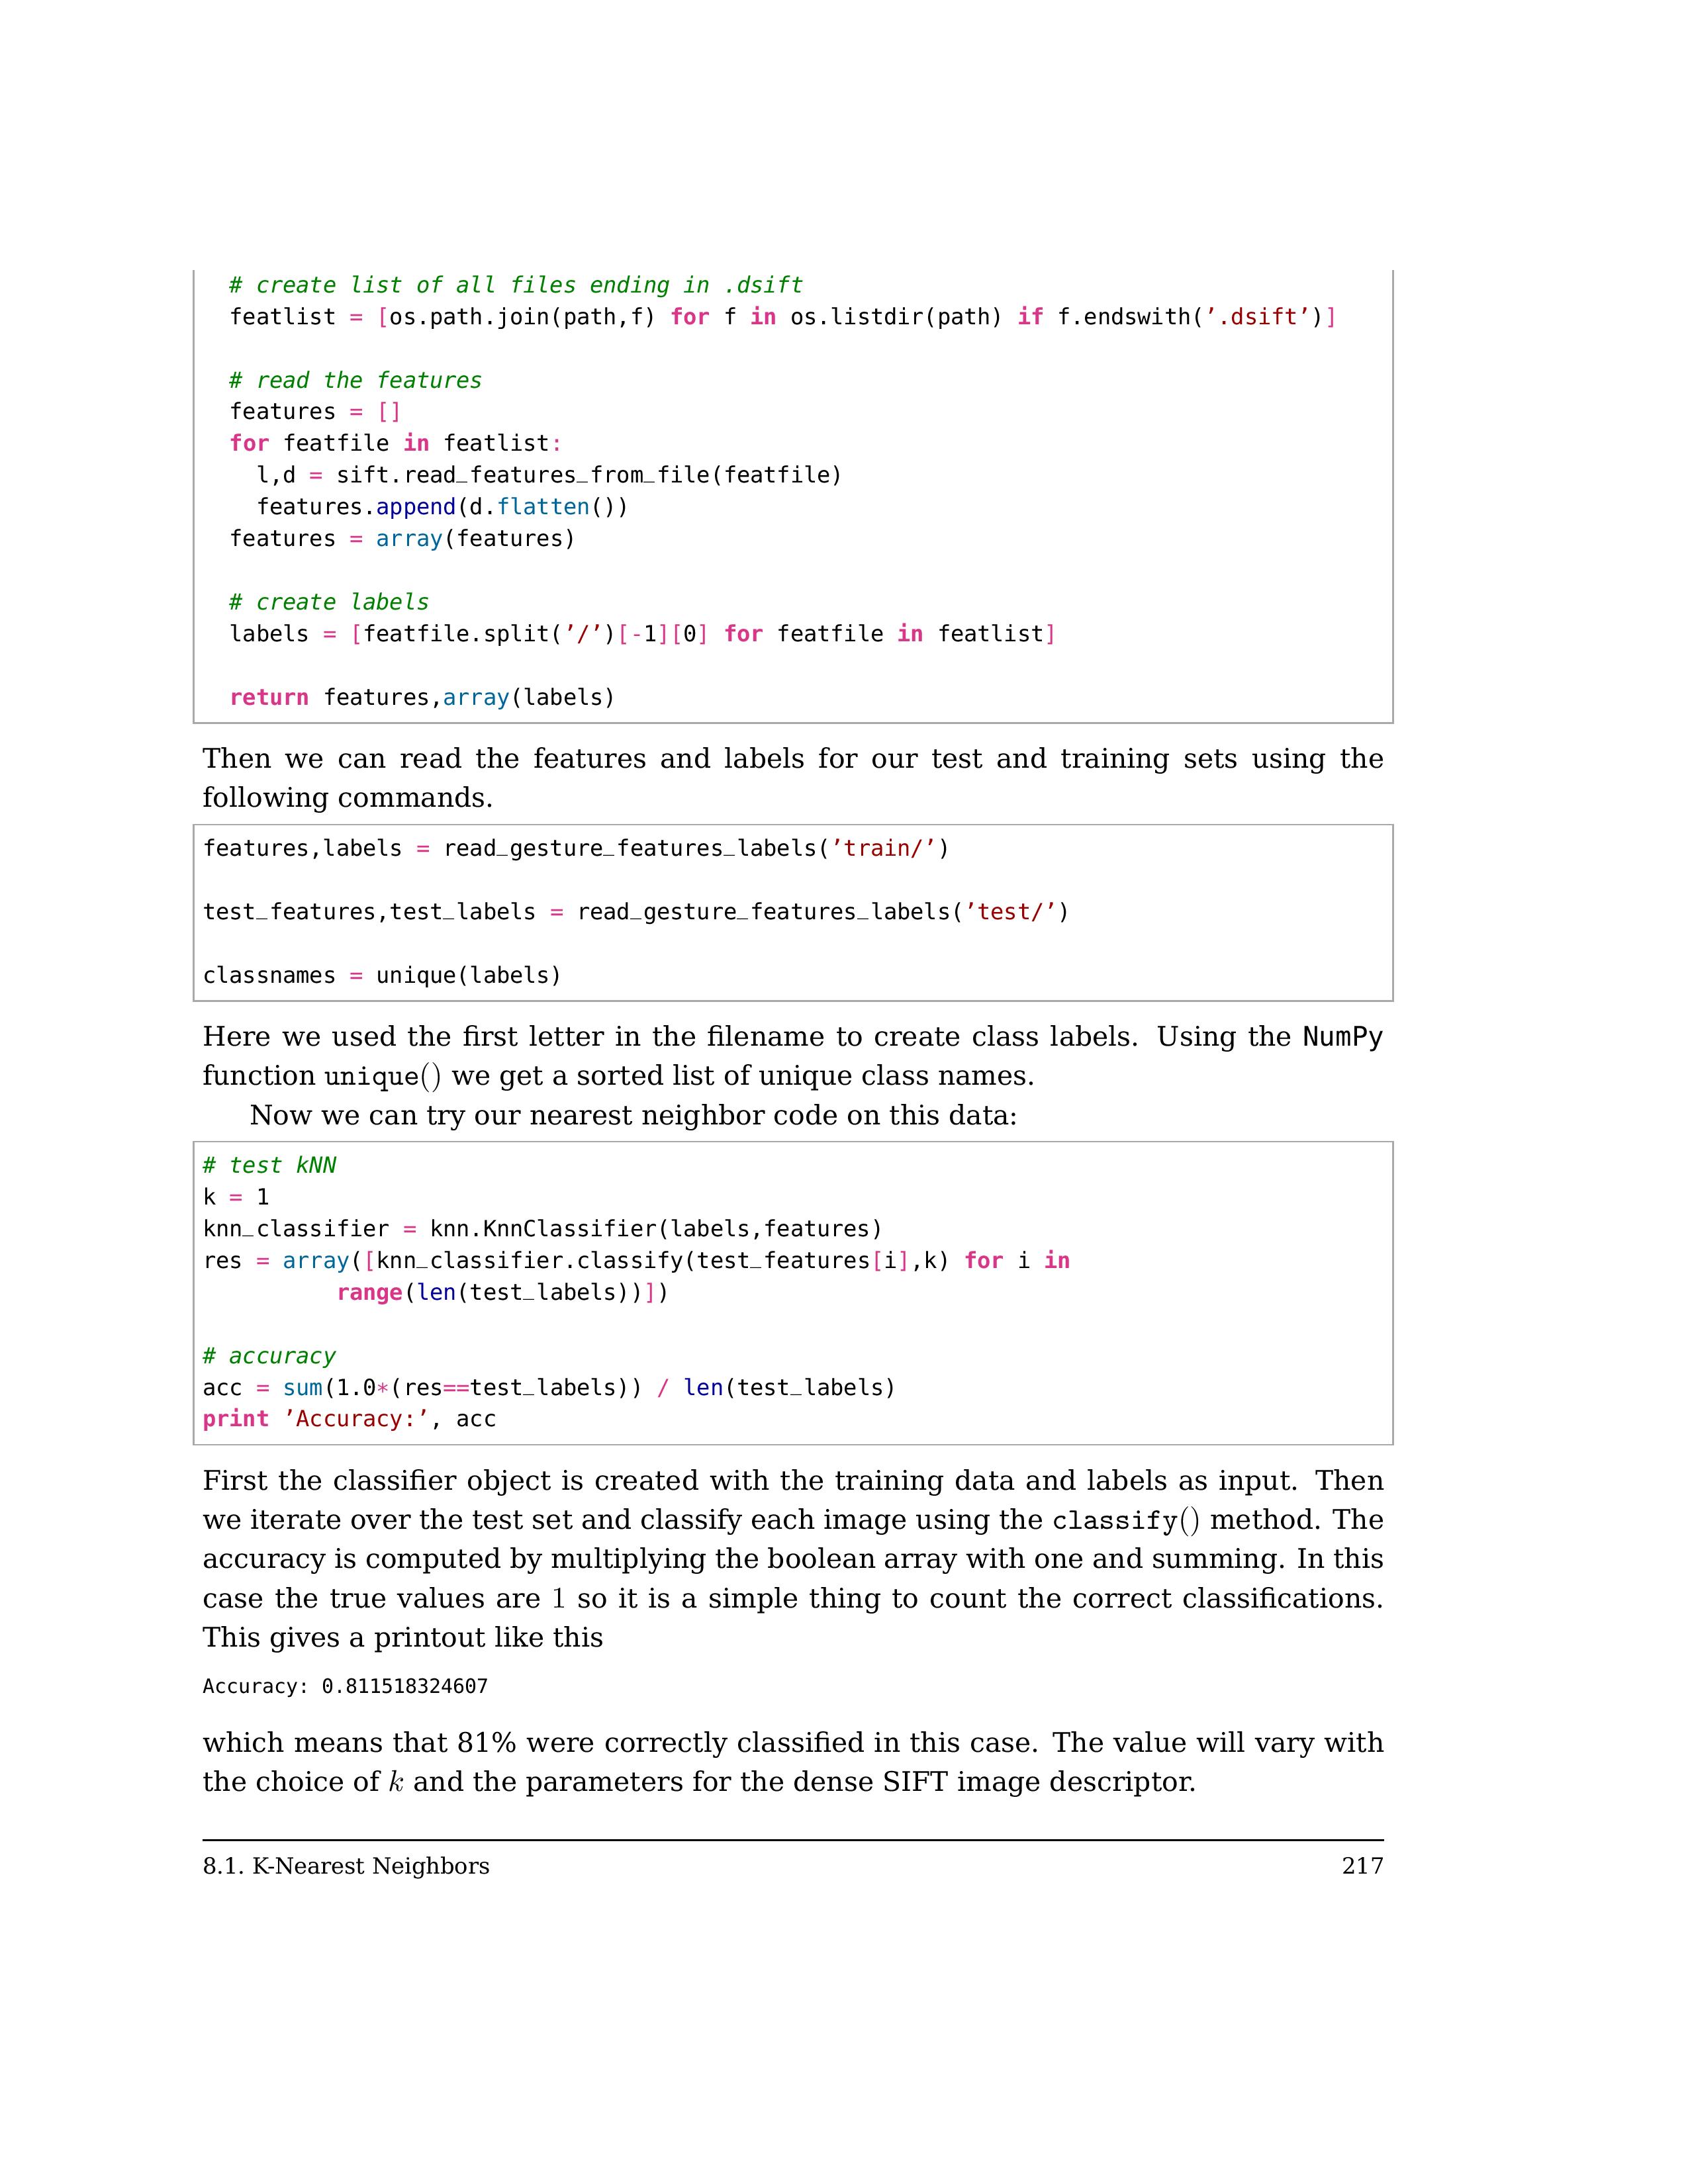 # create list of all files ending in .dsift
featlist = [os.path.join(path,f) for f in os.listdir(path) if f.endswith(’.dsift’)]
# read the features
features = []
for featfile in featlist:
l,d = sift.read_features_from_file(featfile)
features.append(d.flatten())
features = array(features)
# create labels
labels = [featfile.split(’/’)[-1][0] for featfile in featlist]
return features,array(labels)
Then we can read the features and labels for our test and training sets using the
following commands.
features,labels = read_gesture_features_labels(’train/’)
test_features,test_labels = read_gesture_features_labels(’test/’)
classnames = unique(labels)
Here we used the first letter in the filename to create class labels. Using the NumPy
function unique() we get a sorted list of unique class names.
Now we can try our nearest neighbor code on this data:
# test kNN
k = 1
knn_classifier = knn.KnnClassifier(labels,features)
res = array([knn_classifier.classify(test_features[i],k) for i in
range(len(test_labels))])
# accuracy
acc = sum(1.0*(res==test_labels)) / len(test_labels)
print ’Accuracy:’, acc
First the classifier object is created with the training data and labels as input. Then
we iterate over the test set and classify each image using the classify() method. The
accuracy is computed by multiplying the boolean array with one and summing. In this
case the true values are 1 so it is a simple thing to count the correct classifications.
This gives a printout like this
Accuracy: 0.811518324607
which means that 81% were correctly classified in this case. The value will vary with
the choice of k and the parameters for the dense SIFT image descriptor.
8.1. K-Nearest Neighbors 217